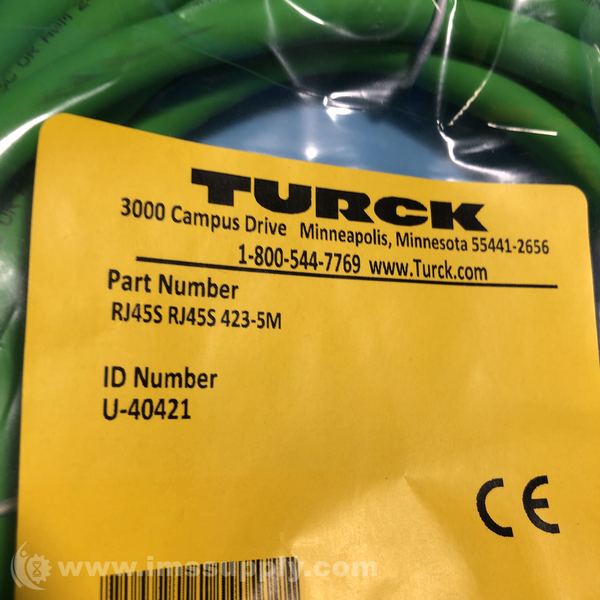 TURCK
3000 Campus Drive Minneapolis, Minnesota 55441-2656
1-800-544-7769 www.Turck.com
Part Number
RJ45S RJ45S 423-5M
ID Number
U-40421
CE
www.imssupply.com